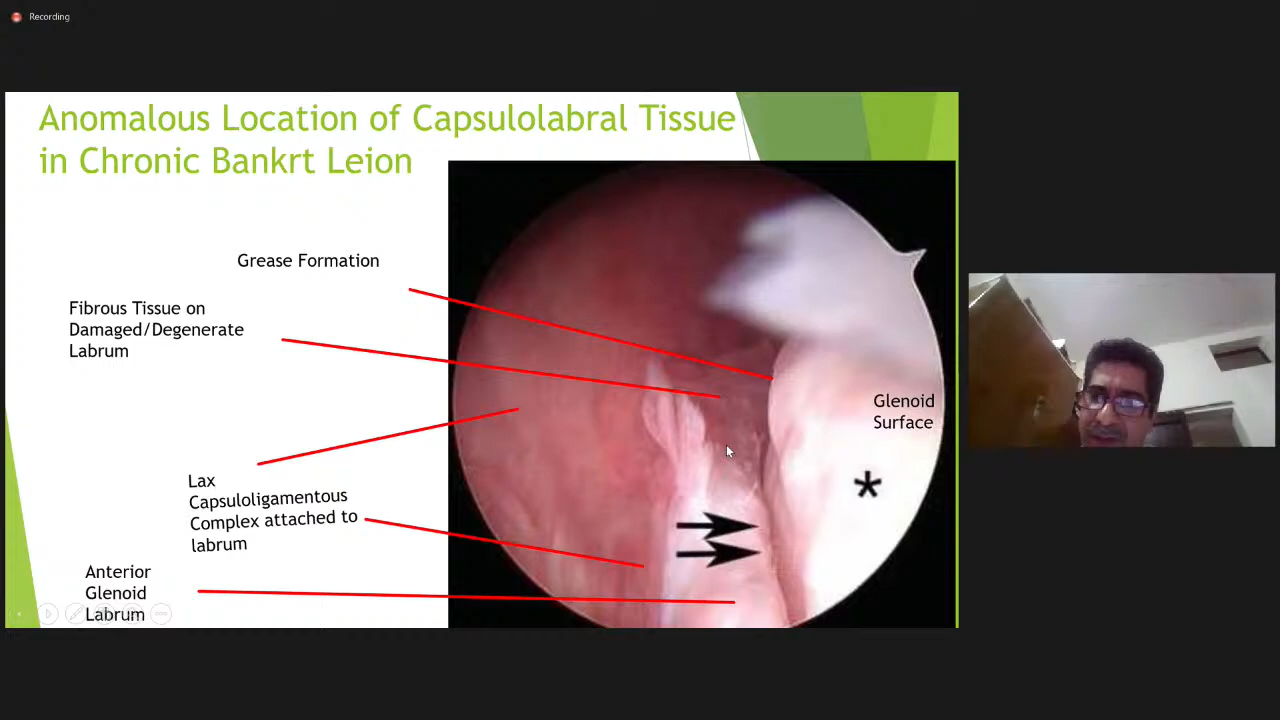 Recording
Anomalous Location of Capsulolabral Tissue
in Chronic Bankrt Leion
Grease Formation
Fibrous Tissue on
Damaged/Degenerate
Labrum
Glenoid
Surface
*
Lax
Capsuloligamentous
Complex attached to
labrum
Anterior
Glenoid
Labrum